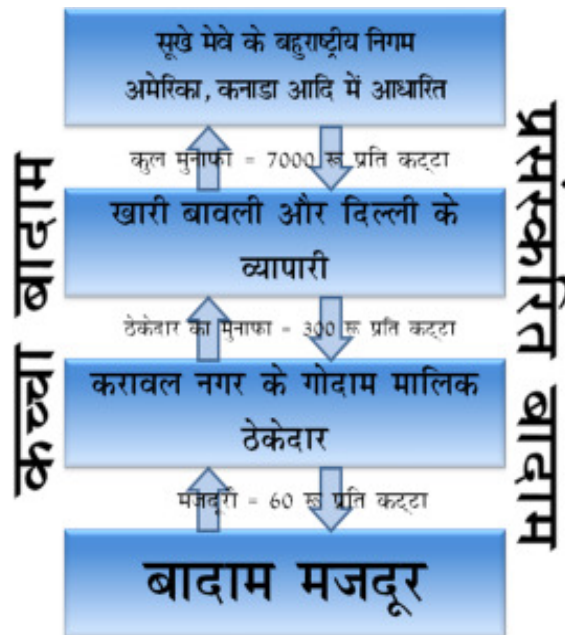 सूखे मेवे के बहुराष्ट्रीय निगम
अमेरिका, कनाडा आदि में आधारित
कुल मुनाफा = 7000 रू प्रति कट्टा
खारी बावली और दिल्ली के
व्यापारी
ठेकेदार का मुनाफा = 300 रू प्रति कट्टा
करावल नगर के गोदाम मालिक
ठेकेदार
मजदूरी = 60 रू प्रति कट्टा
बादाम मजदूर
कच्चा बादाम
प्रसंस्कारित बादाम